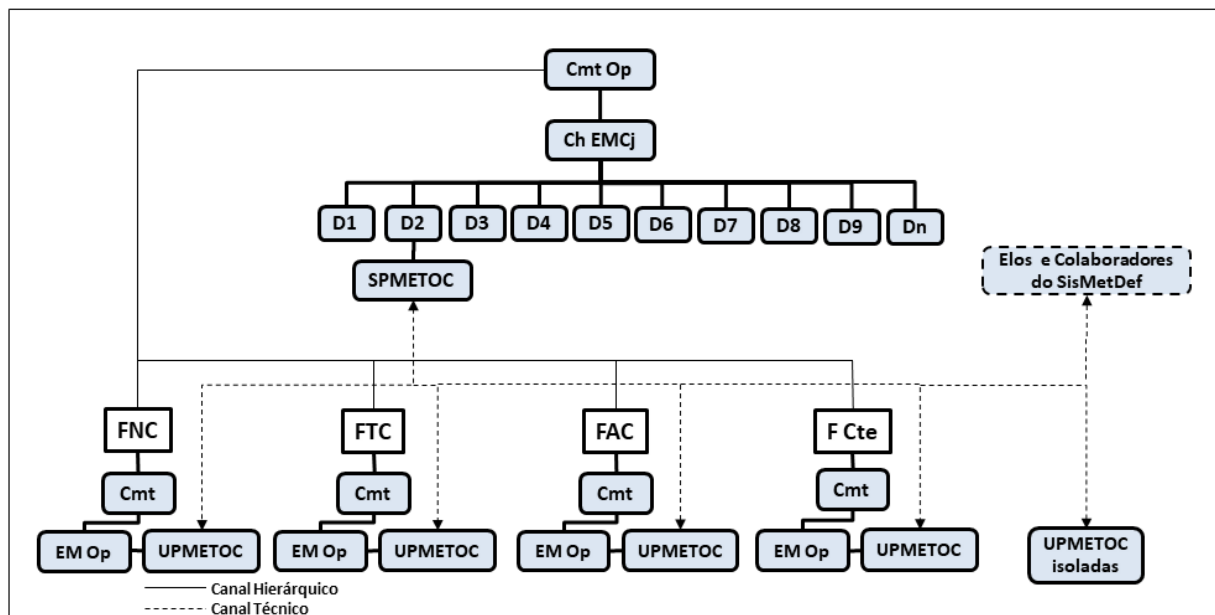 Cmt Op
Ch EMCj
D1 D2 D3 D4 D5 D6 D7 D8 D9 Dn
SPMETOC
Elos e Colaboradores
do SisMetDef
FNC FTC FAC F Cte
Cmt Cmt Cmt Cmt
EM Op UPMETOC EM Op UPMETOC EM Op UPMETOC EM Op UPMETOC
UPMETOC
isoladas
Canal Hierárquico
Canal Técnico